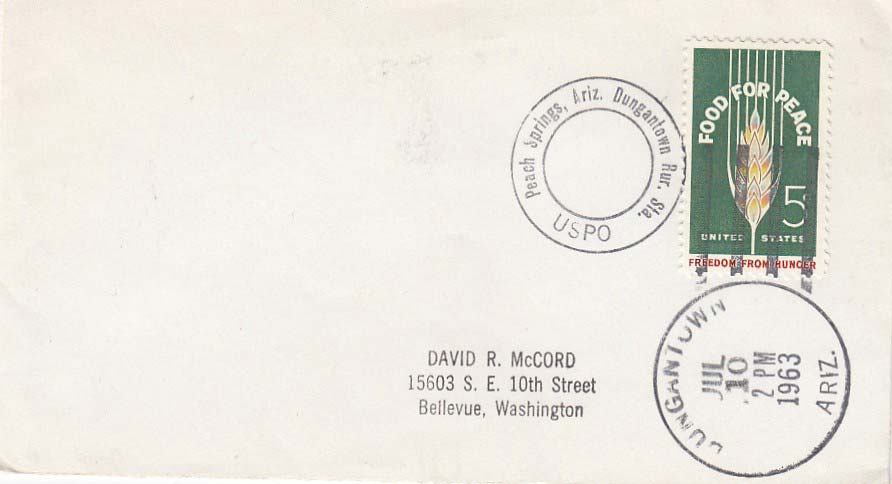 Peach Springs, Ariz. Dungantown Rur. Sta.
USPO
FOOD FOR PEACE
5
UNITED STATES
FREEDOM FROM HUNGER
DUNGANTOWN
JUL
10
2 PM
1963
ARIZ.
DAVID R. McCORD
15603 S. E. 10th Street
Bellevue, Washington